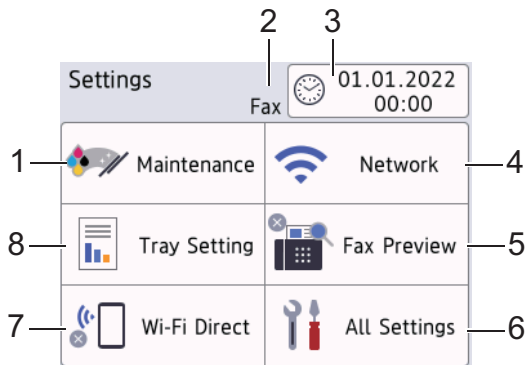 2 3
Settings
Fax
01.01.2022
00:00
1 Maintenance Network 4
8 Tray Setting Fax Preview 5
7 Wi-Fi Direct All Settings 6